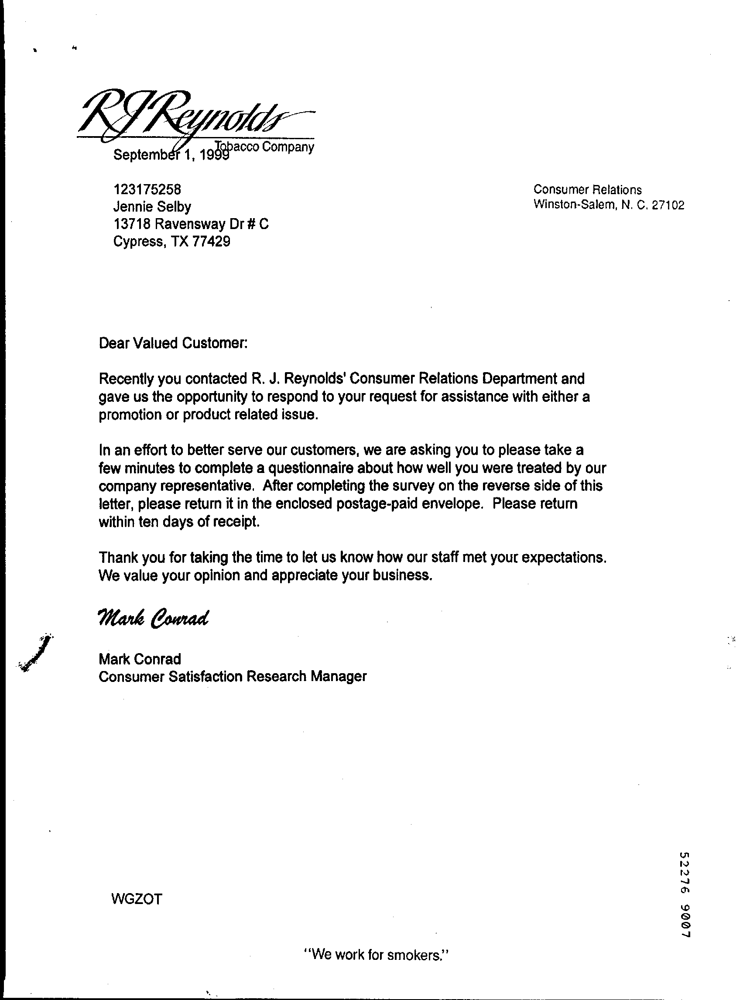 RJReynolds
Tobacco Company
September 1, 1999
123175258
Jennie Selby
13718 Ravensway Dr # C
Cypress, TX 77429
Consumer Relations
Winston-Salem, N. C. 27102
Dear Valued Customer:
Recently you contacted R. J. Reynolds' Consumer Relations Department and
gave us the opportunity to respond to your request for assistance with either a
promotion or product related issue.
In an effort to better serve our customers, we are asking you to please take a
few minutes to complete a questionnaire about how well you were treated by our
company representative. After completing the survey on the reverse side of this
letter, please return it in the enclosed postage-paid envelope. Please return
within ten days of receipt.
Thank you for taking the time to let us know how our staff met your expectations.
We value your opinion and appreciate your business.
Mark Conrad
Mark Conrad
Consumer Satisfaction Research Manager
WGZOT
52276 9007
"We work for smokers."